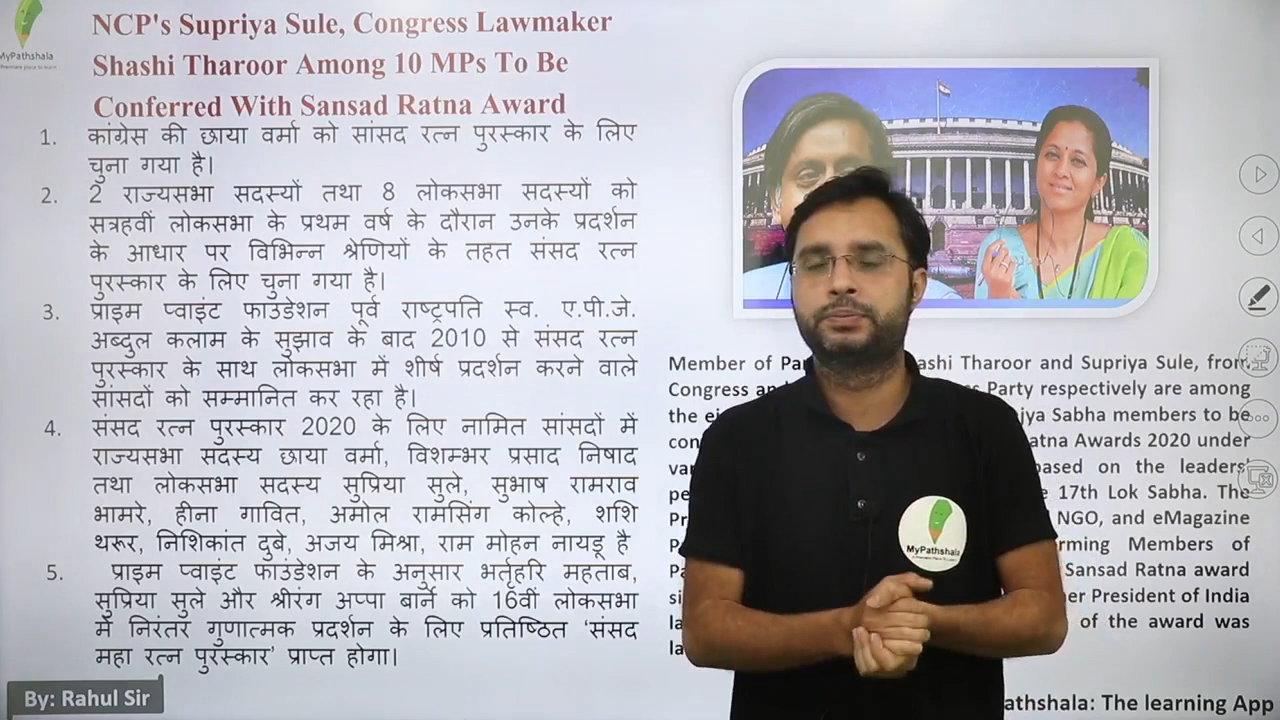 MyPathshala
NCP's Supriya Sule, Congress Lawmaker
Shashi Tharoor Among 10 MPs To Be
Conferred With Sansad Ratna Award
1. कांग्रेस की छाया वर्मा को सांसद रत्न पुरस्कार के लिए
चुना गया है।
2. 2 राज्यसभा सदस्यों तथा 8 लोकसभा सदस्यों को
सत्रहवीं लोकसभा के प्रथम वर्ष के दौरान उनके प्रदर्शन
के आधार पर विभिन्न श्रेणियों के तहत संसद रत्न
पुरस्कार के लिए चुना गया है।
3. प्राइम प्वाइंट फाउंडेशन पूर्व राष्ट्रपति स्व. ए.पी.जे.
अब्दुल कलाम के सुझाव के बाद 2010 से संसद रत्न
पुरस्कार के साथ लोकसभा में शीर्ष प्रदर्शन करने वाले
सांसदों को सम्मानित कर रहा है।
4. संसद रत्न पुरस्कार 2020 के लिए नामित सांसदों में
राज्यसभा सदस्य छाया वर्मा, विशम्भर प्रसाद निषाद
तथा लोकसभा सदस्य सुप्रिया सुले, सुभाष रामराव
भामरे, हीना गावित, अमोल रामसिंग कोल्हे, शशि
थरूर, निशिकांत दुबे, अजय मिश्रा, राम मोहन नायडू है
5. प्राइम प्वाइंट फाउंडेशन के अनुसार भर्तृहरि महताब,
सुप्रिया सुले और श्रीरंग अप्पा बार्ने को 16वीं लोकसभा
में निरंतर गुणात्मक प्रदर्शन के लिए प्रतिष्ठित ‘संसद
महा रत्न पुरस्कार’ प्राप्त होगा।
Member of Shashi Tharoor and Supriya Sule, from
Congress Party respectively are among
the Rajya Sabha members to be
Ratna Awards 2020 under
based on the leaders'
17th Lok Sabha. The
NGO, and eMagazine
Members of
Sansad Ratna award
President of India
of the award was
MyPathshala
By: Rahul Sir
athshala: The learning App